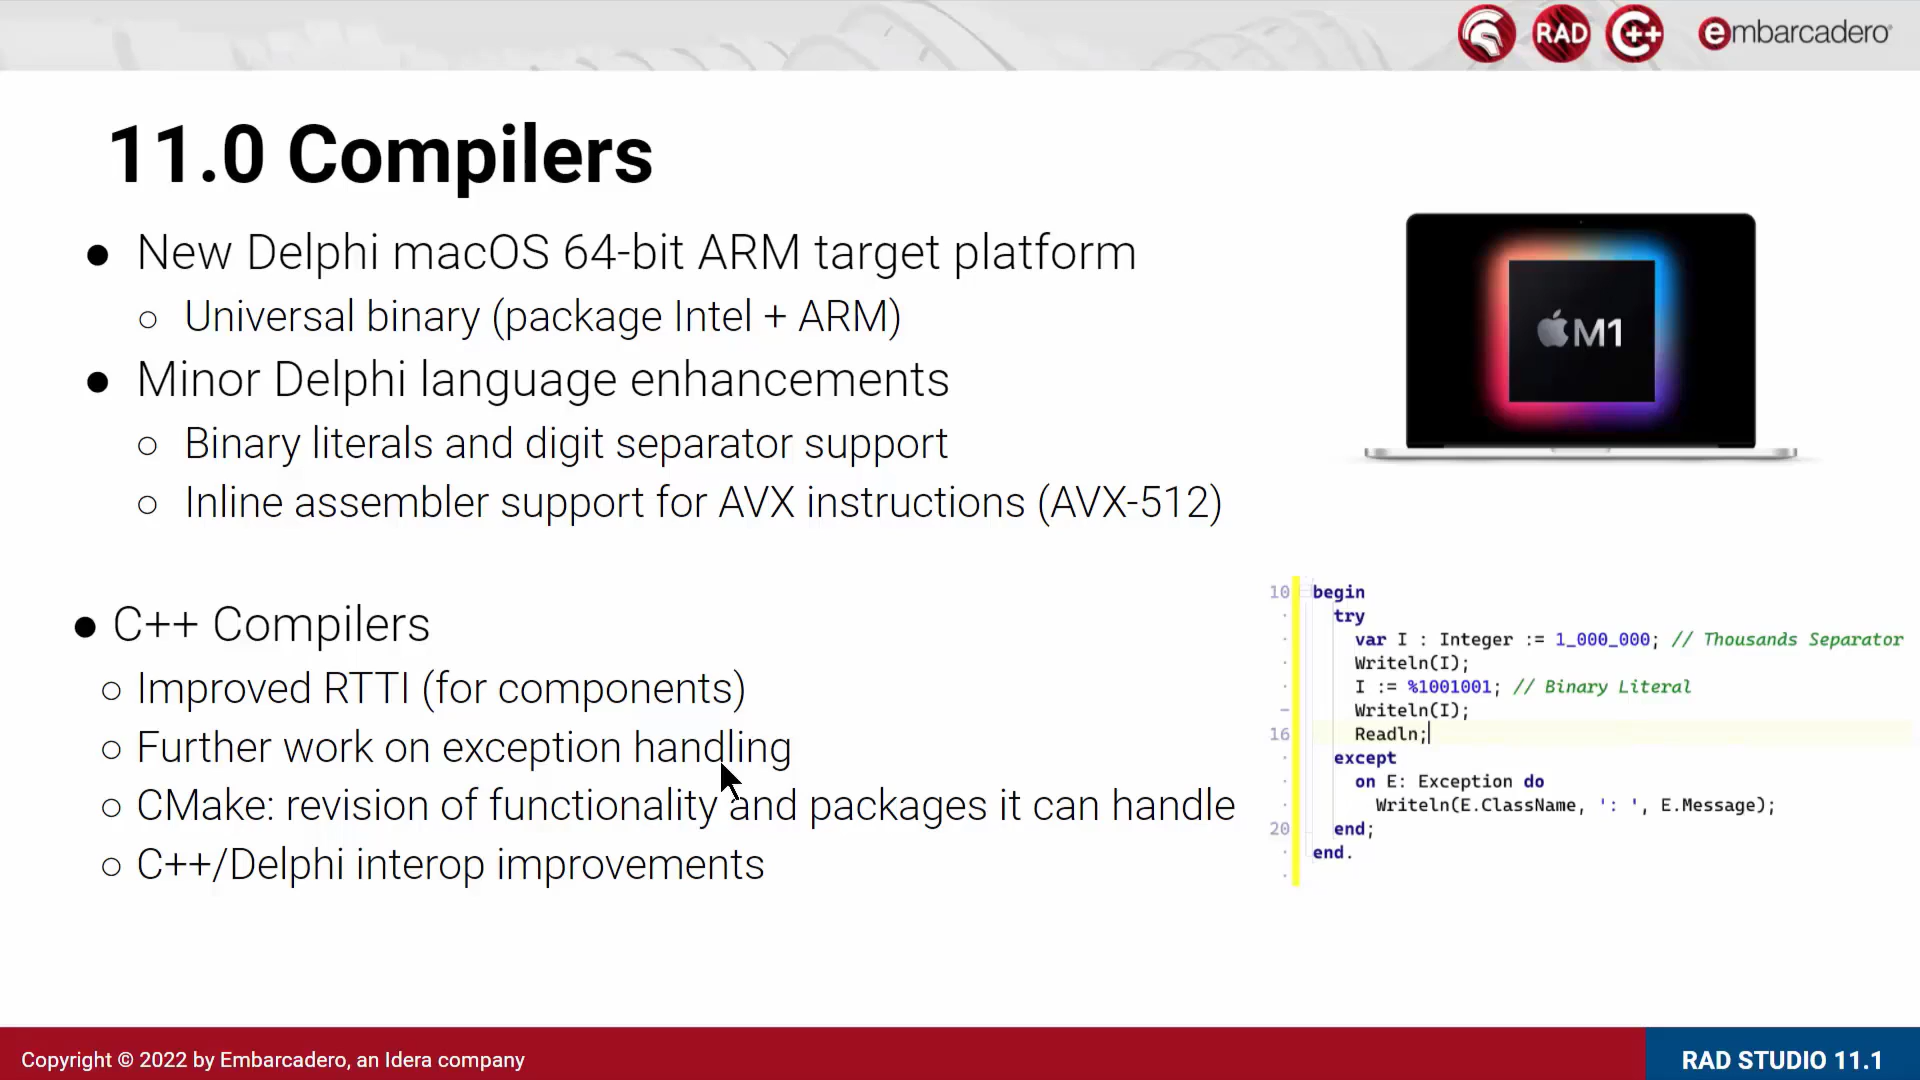 RAD
C++
embarcadero®
11.0 Compilers
● New Delphi macOS 64-bit ARM target platform
○ Universal binary (package Intel + ARM)
● Minor Delphi language enhancements
○ Binary literals and digit separator support
○ Inline assembler support for AVX instructions (AVX-512)
● C++ Compilers
○ Improved RTTI (for components)
○ Further work on exception handling
○ CMake: revision of functionality and packages it can handle
○ C++/Delphi interop improvements
M1
10 begin
try
var I : Integer := 1_000_000; // Thousands Separator
Writeln(I);
I := %1001001; // Binary Literal
Writeln(I);
16 Readln;
except
on E: Exception do
Writeln(E.ClassName, ': ', E.Message);
20 end;
end.
Copyright © 2022 by Embarcadero, an Idera company
RAD STUDIO 11.1